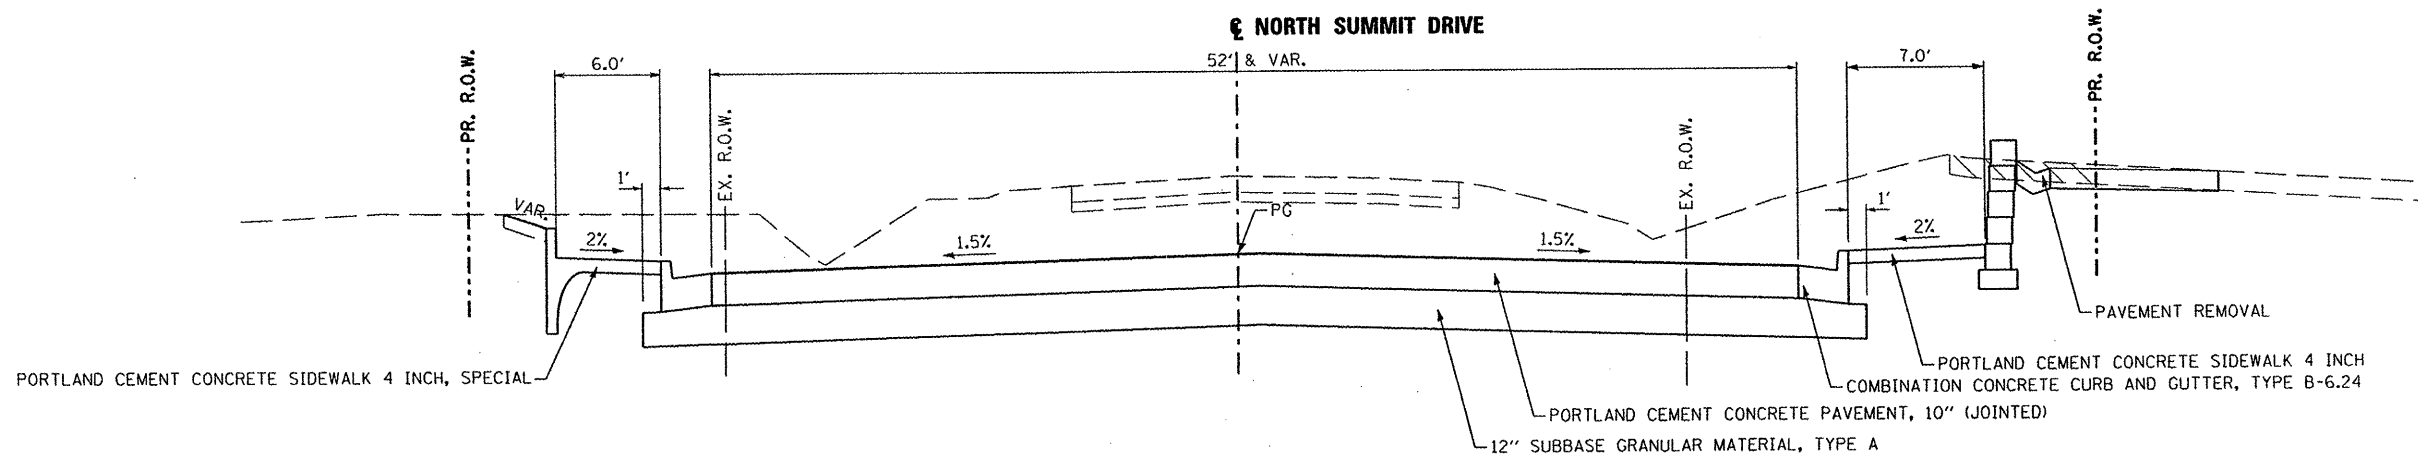 ℄ NORTH SUMMIT DRIVE
PR. R.O.W.
6.0'
52' & VAR.
7.0'
PR. R.O.W.
1'
EX. R.O.W.
EX. R.O.W.
1'
VAR.
PG
2%
1.5%
1.5%
2%
PAVEMENT REMOVAL
PORTLAND CEMENT CONCRETE SIDEWALK 4 INCH, SPECIAL
PORTLAND CEMENT CONCRETE SIDEWALK 4 INCH
COMBINATION CONCRETE CURB AND GUTTER, TYPE B-6.24
PORTLAND CEMENT CONCRETE PAVEMENT, 10" (JOINTED)
12" SUBBASE GRANULAR MATERIAL, TYPE A